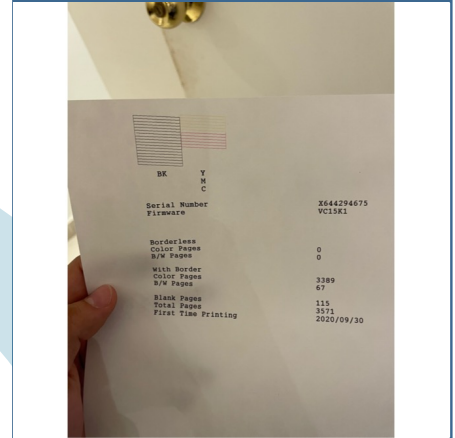 BK Y
M
C
Serial Number X644294675
Firmware VC15K1
Borderless
Color Pages 0
B/W Pages 0
With Border
Color Pages 3389
B/W Pages 67
Blank Pages 115
Total Pages 3571
First Time Printing 2020/09/30